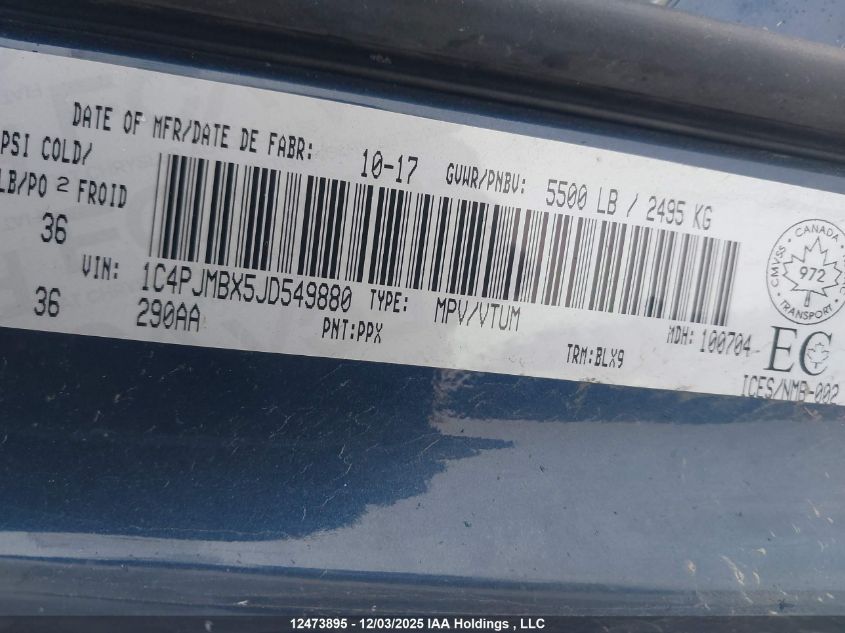 DATE OF MFR/DATE DE FABR: 10-17 GVWR/PNBV: 5500 LB / 2495 KG
PSI COLD/
LB/PO 2 FROID
36
36
VIN: 1C4PJMBX5JD549880 TYPE: MPV/VTUM MDH: 100704
290AA PNT:PPX TRM:BLX9
CANADA
CMVSS
972
TRANSPORT
EC
ICES/NMB-002
12473895 - 12/03/2025 IAA Holdings , LLC